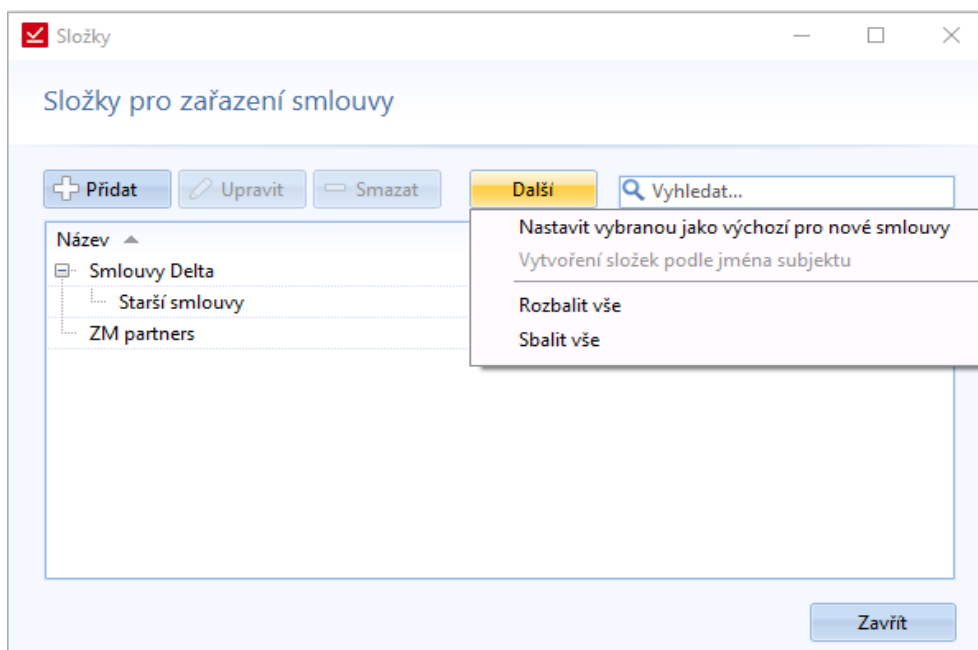 Složky
Složky pro zařazení smlouvy
Přidat Upravit Smazat Další Vyhledat...
Nastavit vybranou jako výchozí pro nové smlouvy
Vytvoření složek podle jména subjektu
Rozbalit vše
Sbalit vše
Název
Smlouvy Delta
Starší smlouvy
ZM partners
Zavřít